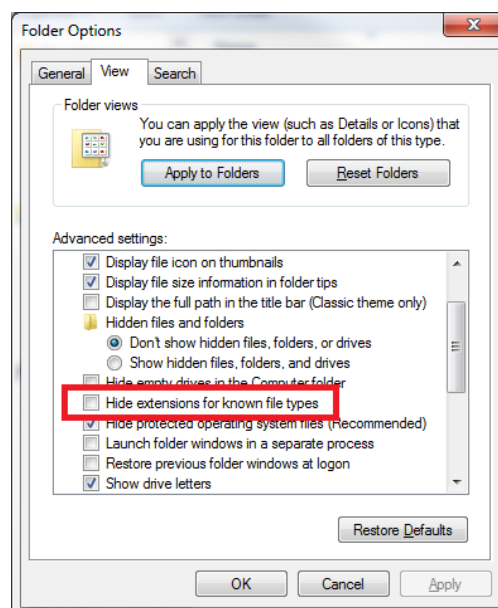 Folder Options
General View Search
Folder views
You can apply the view (such as Details or Icons) that
you are using for this folder to all folders of this type.
Apply to Folders Reset Folders
Advanced settings:
Display file icon on thumbnails
Display file size information in folder tips
Display the full path in the title bar (Classic theme only)
Hidden files and folders
Don't show hidden files, folders, or drives
Show hidden files, folders, and drives
Hide empty drives in the Computer folder
Hide extensions for known file types
Hide protected operating system files (Recommended)
Launch folder windows in a separate process
Restore previous folder windows at logon
Show drive letters
Restore Defaults
OK Cancel Apply